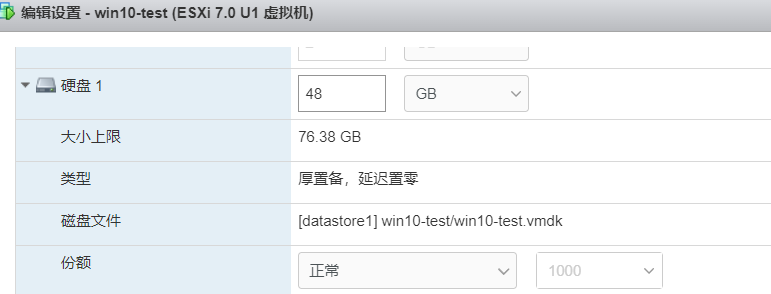 编辑设置 - win10-test (ESXi 7.0 U1 虚拟机)
硬盘 1 48 GB
大小上限 76.38 GB
类型 厚置备，延迟置零
磁盘文件 [datastore1] win10-test/win10-test.vmdk
份额 正常 1000